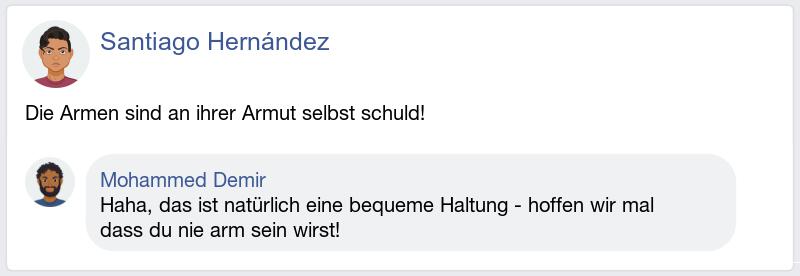 Santiago Hernández
Die Armen sind an ihrer Armut selbst schuld!
Mohammed Demir
Haha, das ist natürlich eine bequeme Haltung - hoffen wir mal
dass du nie arm sein wirst!